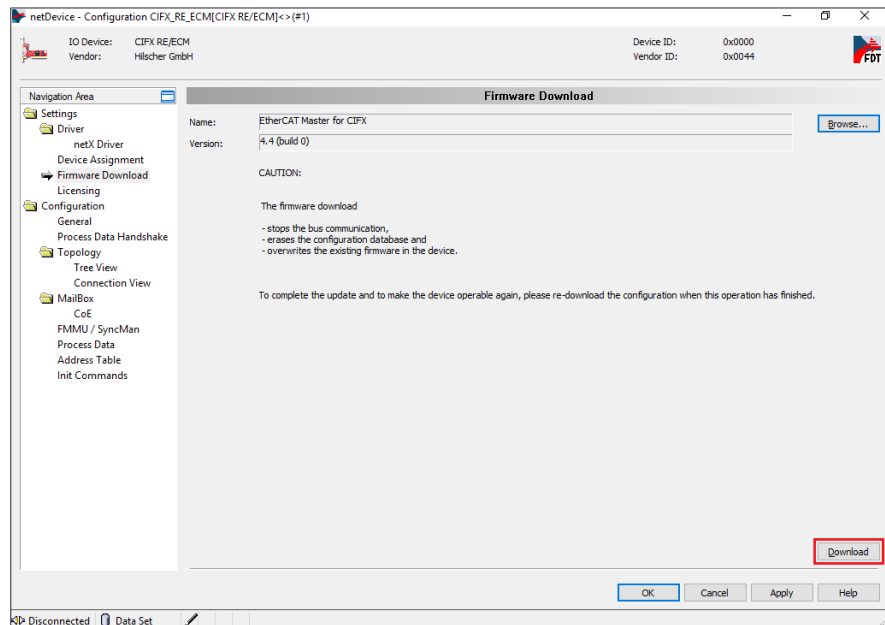 netDevice - Configuration CIFX_RE_ECM[CIFX RE/ECM]<>(#1)
IO Device: CIFX RE/ECM Device ID: 0x0000
Vendor: Hilscher GmbH Vendor ID: 0x0044
FDT
Navigation Area
Firmware Download
Settings
Driver
netX Driver
Device Assignment
Firmware Download
Licensing
Configuration
General
Process Data Handshake
Topology
Tree View
Connection View
MailBox
CoE
FMMU / SyncMan
Process Data
Address Table
Init Commands
Name: EtherCAT Master for CIFX Browse...
Version: 4.4 (build 0)
CAUTION:
The firmware download
- stops the bus communication,
- erases the configuration database and
- overwrites the existing firmware in the device.
To complete the update and to make the device operable again, please re-download the configuration when this operation has finished.
Download
OK Cancel Apply Help
Disconnected Data Set